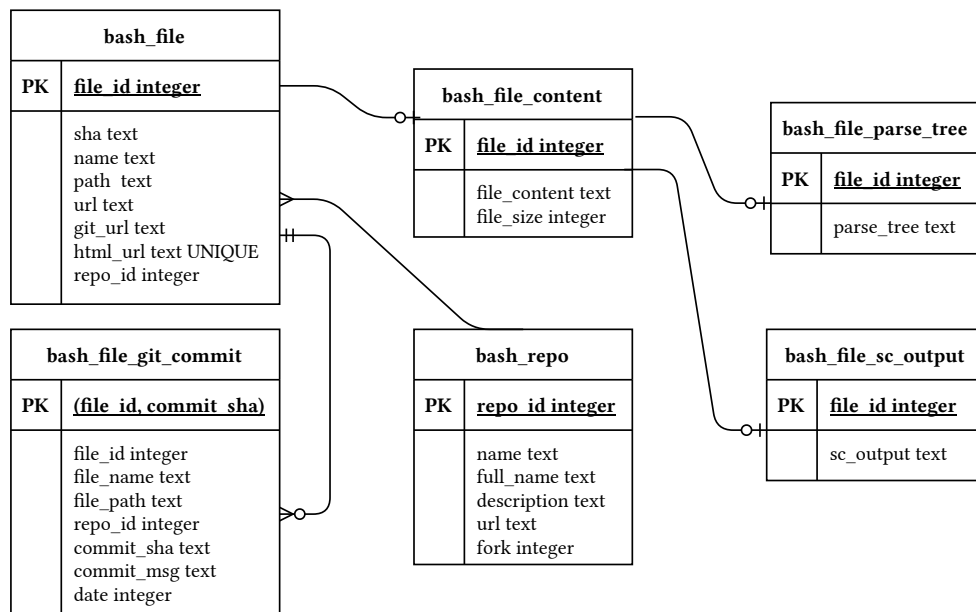 bash_file
PK file_id integer
sha text
name text
path text
url text
git_url text
html_url text UNIQUE
repo_id integer
bash_file_content
PK file_id integer
file_content text
file_size integer
bash_file_parse_tree
PK file_id integer
parse_tree text
bash_file_git_commit
PK (file_id, commit_sha)
file_id integer
file_name text
file_path text
repo_id integer
commit_sha text
commit_msg text
date integer
bash_repo
PK repo_id integer
name text
full_name text
description text
url text
fork integer
bash_file_sc_output
PK file_id integer
sc_output text